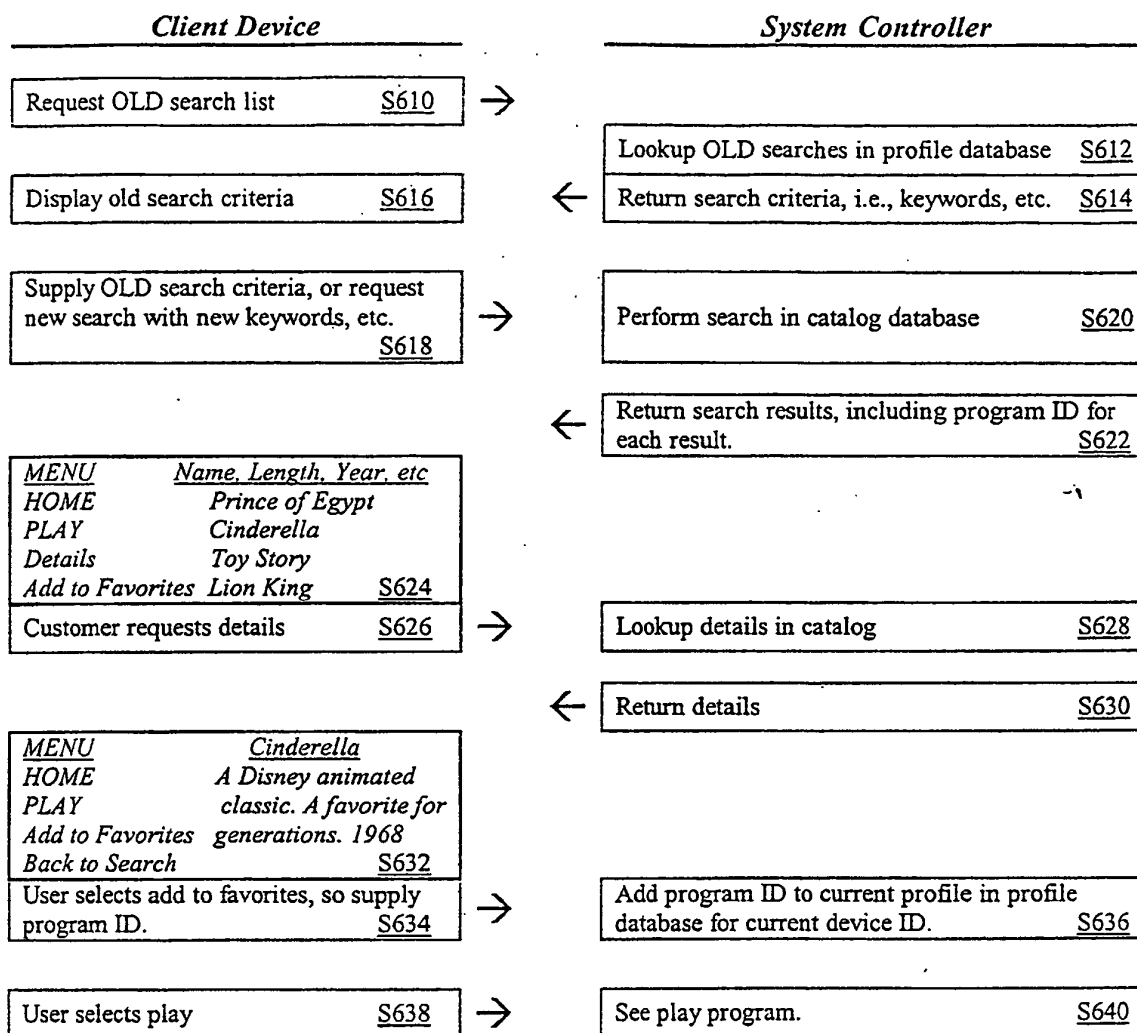 Client Device
System Controller
Request OLD search list S610 →
Lookup OLD searches in profile database S612
Display old search criteria S616
← Return search criteria, i.e., keywords, etc. S614
Supply OLD search criteria, or request
new search with new keywords, etc.
S618
→
Perform search in catalog database S620
← Return search results, including program ID for
each result. S622
MENU Name, Length, Year, etc
HOME Prince of Egypt
PLAY Cinderella
Details Toy Story
Add to Favorites Lion King S624
Customer requests details S626 →
Lookup details in catalog S628
← Return details S630
MENU Cinderella
HOME A Disney animated
PLAY classic. A favorite for
Add to Favorites generations. 1968
Back to Search S632
User selects add to favorites, so supply
program ID. S634 →
Add program ID to current profile in profile
database for current device ID. S636
User selects play S638 →
See play program. S640